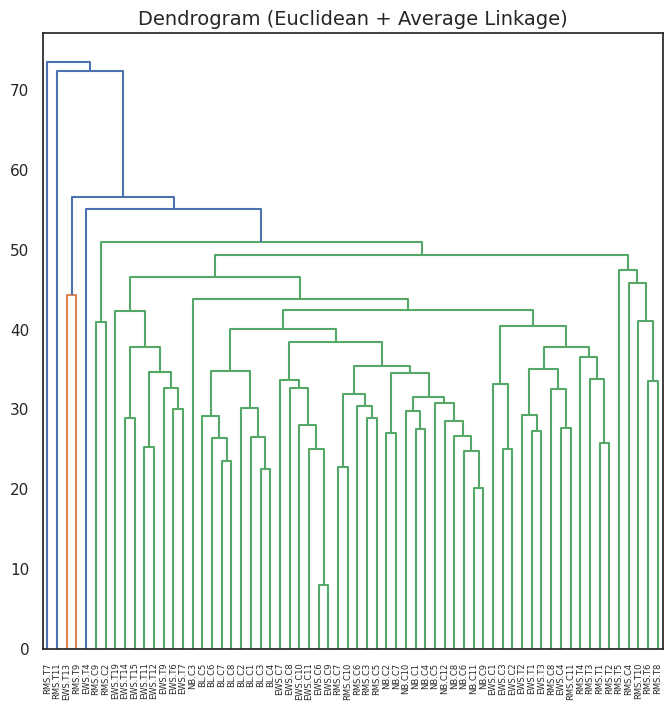 Dendrogram (Euclidean + Average Linkage)
70
60
50
40
30
20
10
0
RMS.T7
RMS.T11
EWS.T13
RMS.T9
EWS.T4
RMS.C9
RMS.C2
EWS.T19
EWS.T14
EWS.T15
EWS.T11
EWS.T12
EWS.T9
EWS.T6
EWS.T7
NB.C3
BL.C5
BL.C6
BL.C7
BL.C8
BL.C2
BL.C1
BL.C3
BL.C4
EWS.C7
EWS.C8
EWS.C10
EWS.C11
EWS.C6
EWS.C9
RMS.C7
RMS.C10
RMS.C6
RMS.C3
RMS.C5
NB.C2
NB.C7
NB.C10
NB.C1
NB.C4
NB.C5
NB.C12
NB.C8
NB.C6
NB.C11
NB.C9
EWS.C1
EWS.C3
EWS.C2
EWS.T2
EWS.T1
EWS.T3
RMS.C8
EWS.C4
RMS.C11
RMS.T4
RMS.T3
RMS.T1
RMS.T2
RMS.T5
RMS.C4
RMS.T10
RMS.T6
RMS.T8